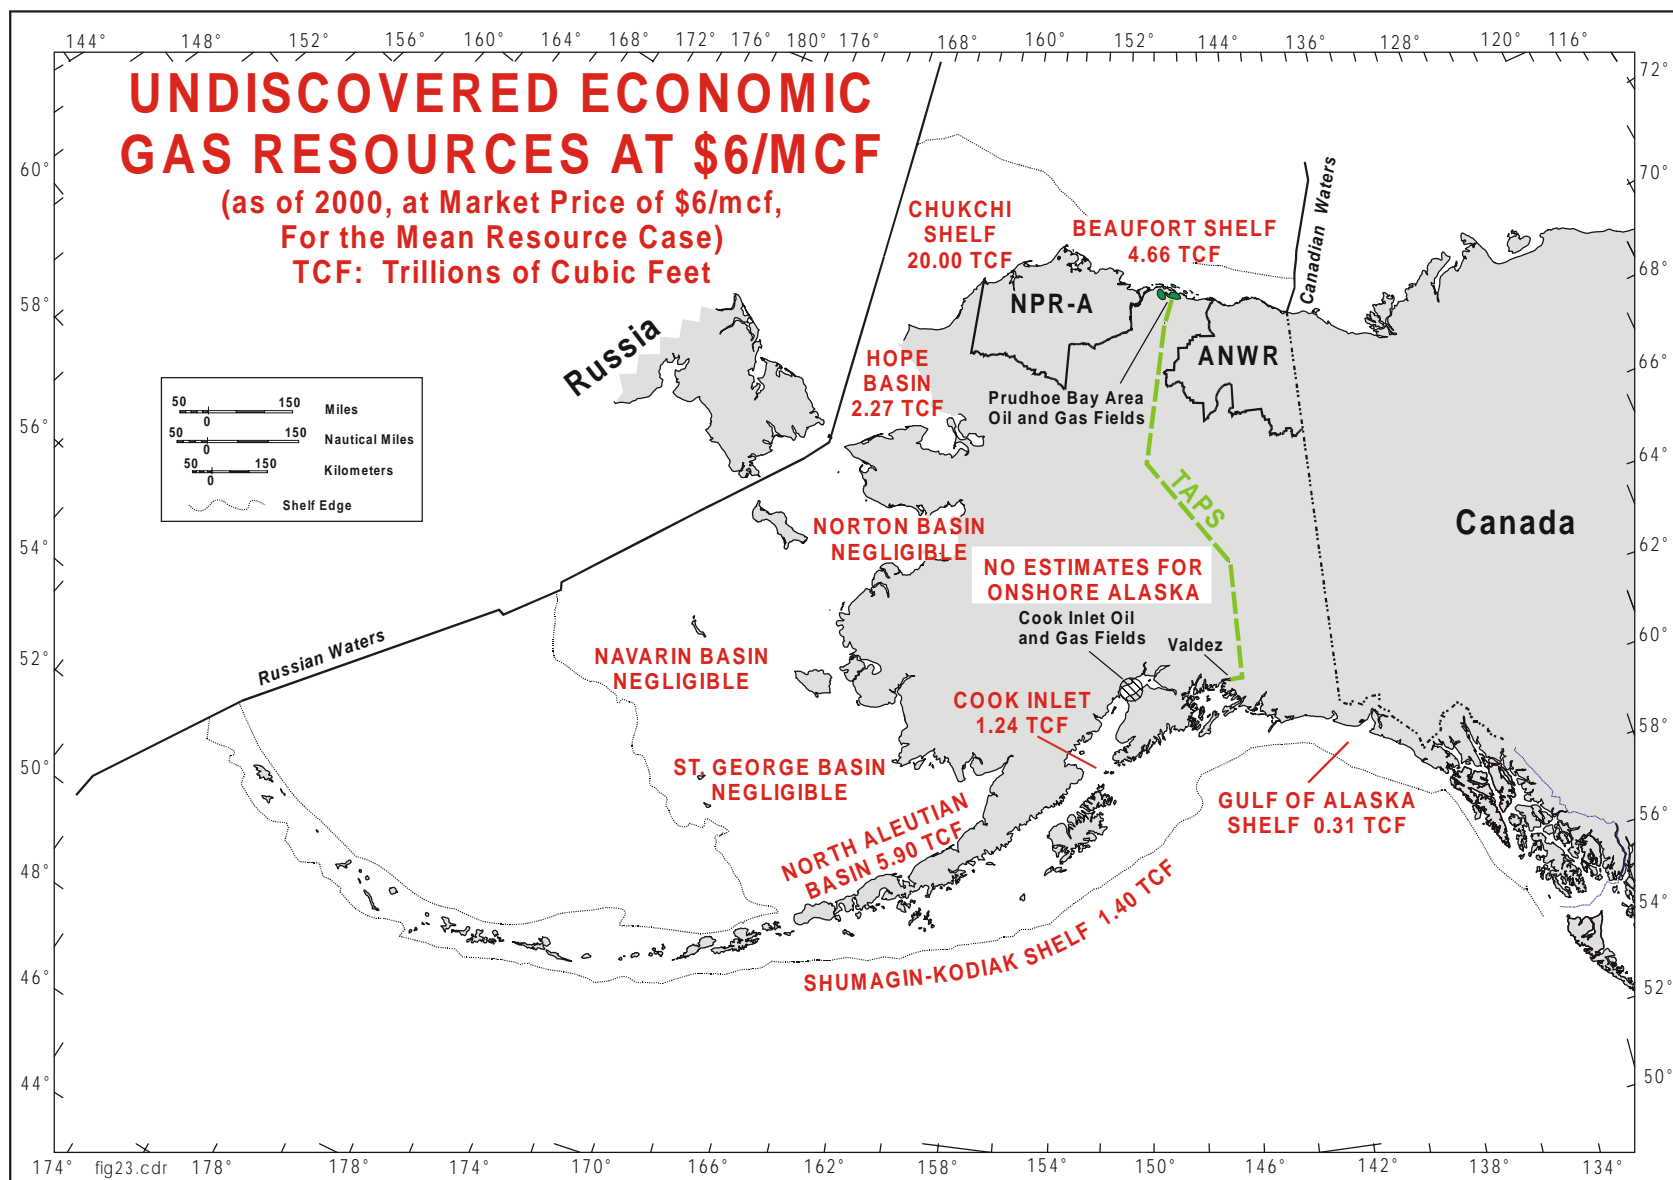 144° 148° 152° 156° 160° 164° 168° 172° 176° 180° 176° 168° 160° 152° 144° 136° 128° 120° 116°
UNDISCOVERED ECONOMIC
GAS RESOURCES AT $6/MCF
(as of 2000, at Market Price of $6/mcf,
For the Mean Resource Case)
TCF: Trillions of Cubic Feet
60°
58°
56°
54°
52°
50°
48°
46°
44°
72°
70°
68°
66°
64°
62°
60°
58°
56°
54°
52°
50°
CHUKCHI
SHELF
20.00 TCF
BEAUFORT SHELF
4.66 TCF
Canadian Waters
NPR-A
ANWR
Russia
HOPE
BASIN
2.27 TCF
Prudhoe Bay Area
Oil and Gas Fields
50 150 Miles
0
50 150 Nautical Miles
0
50 150 Kilometers
0
Shelf Edge
TAPS
Canada
NORTON BASIN
NEGLIGIBLE
NO ESTIMATES FOR
ONSHORE ALASKA
Cook Inlet Oil
and Gas Fields
Valdez
Russian Waters
NAVARIN BASIN
NEGLIGIBLE
COOK INLET
1.24 TCF
ST. GEORGE BASIN
NEGLIGIBLE
GULF OF ALASKA
SHELF 0.31 TCF
NORTH ALEUTIAN
BASIN 5.90 TCF
SHUMAGIN-KODIAK SHELF 1.40 TCF
174° fig23.cdr 178° 178° 174° 170° 166° 162° 158° 154° 150° 146° 142° 138° 134°